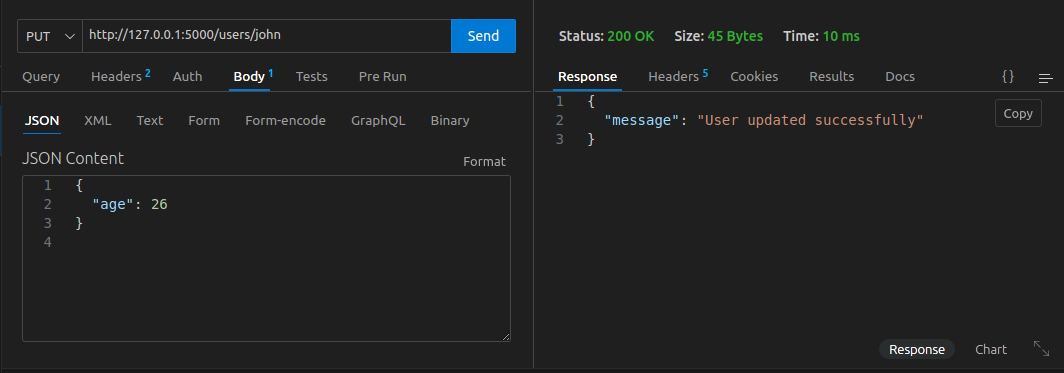 PUT http://127.0.0.1:5000/users/john Send
Query Headers 2 Auth Body 1 Tests Pre Run
JSON XML Text Form Form-encode GraphQL Binary
JSON Content Format
1 {
2 "age": 26
3 }
4
Status: 200 OK Size: 45 Bytes Time: 10 ms
Response Headers 5 Cookies Results Docs {}
1 {
2 "message": "User updated successfully"
3 }
Copy
Response Chart